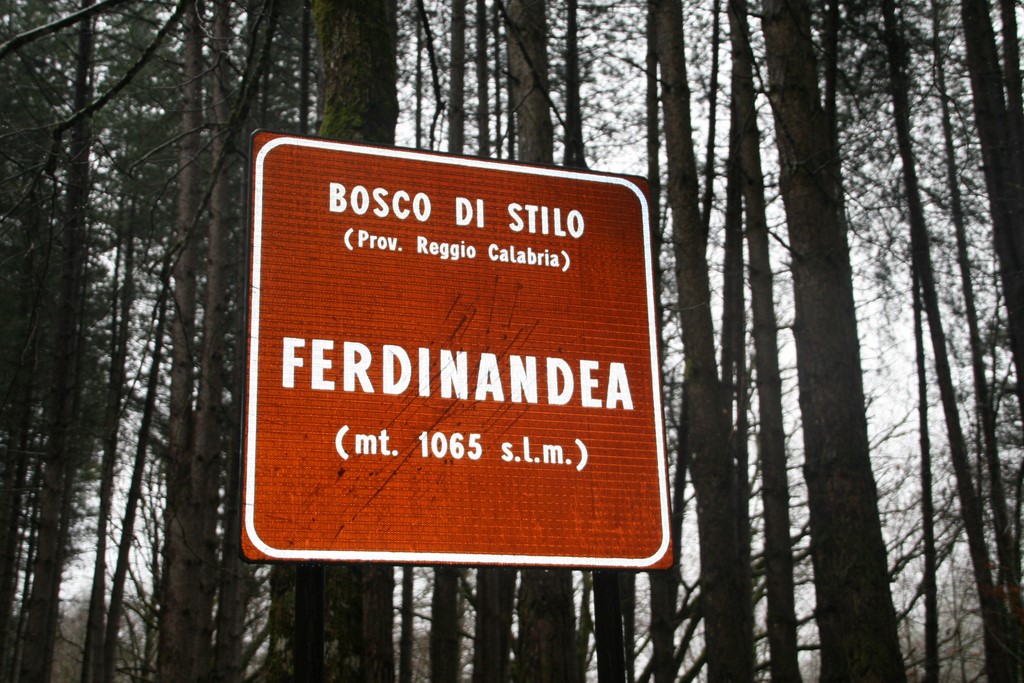 BOSCO DI STILO
(Prov. Reggio Calabria)
FERDINANDEA
(mt. 1065 s.l.m.)